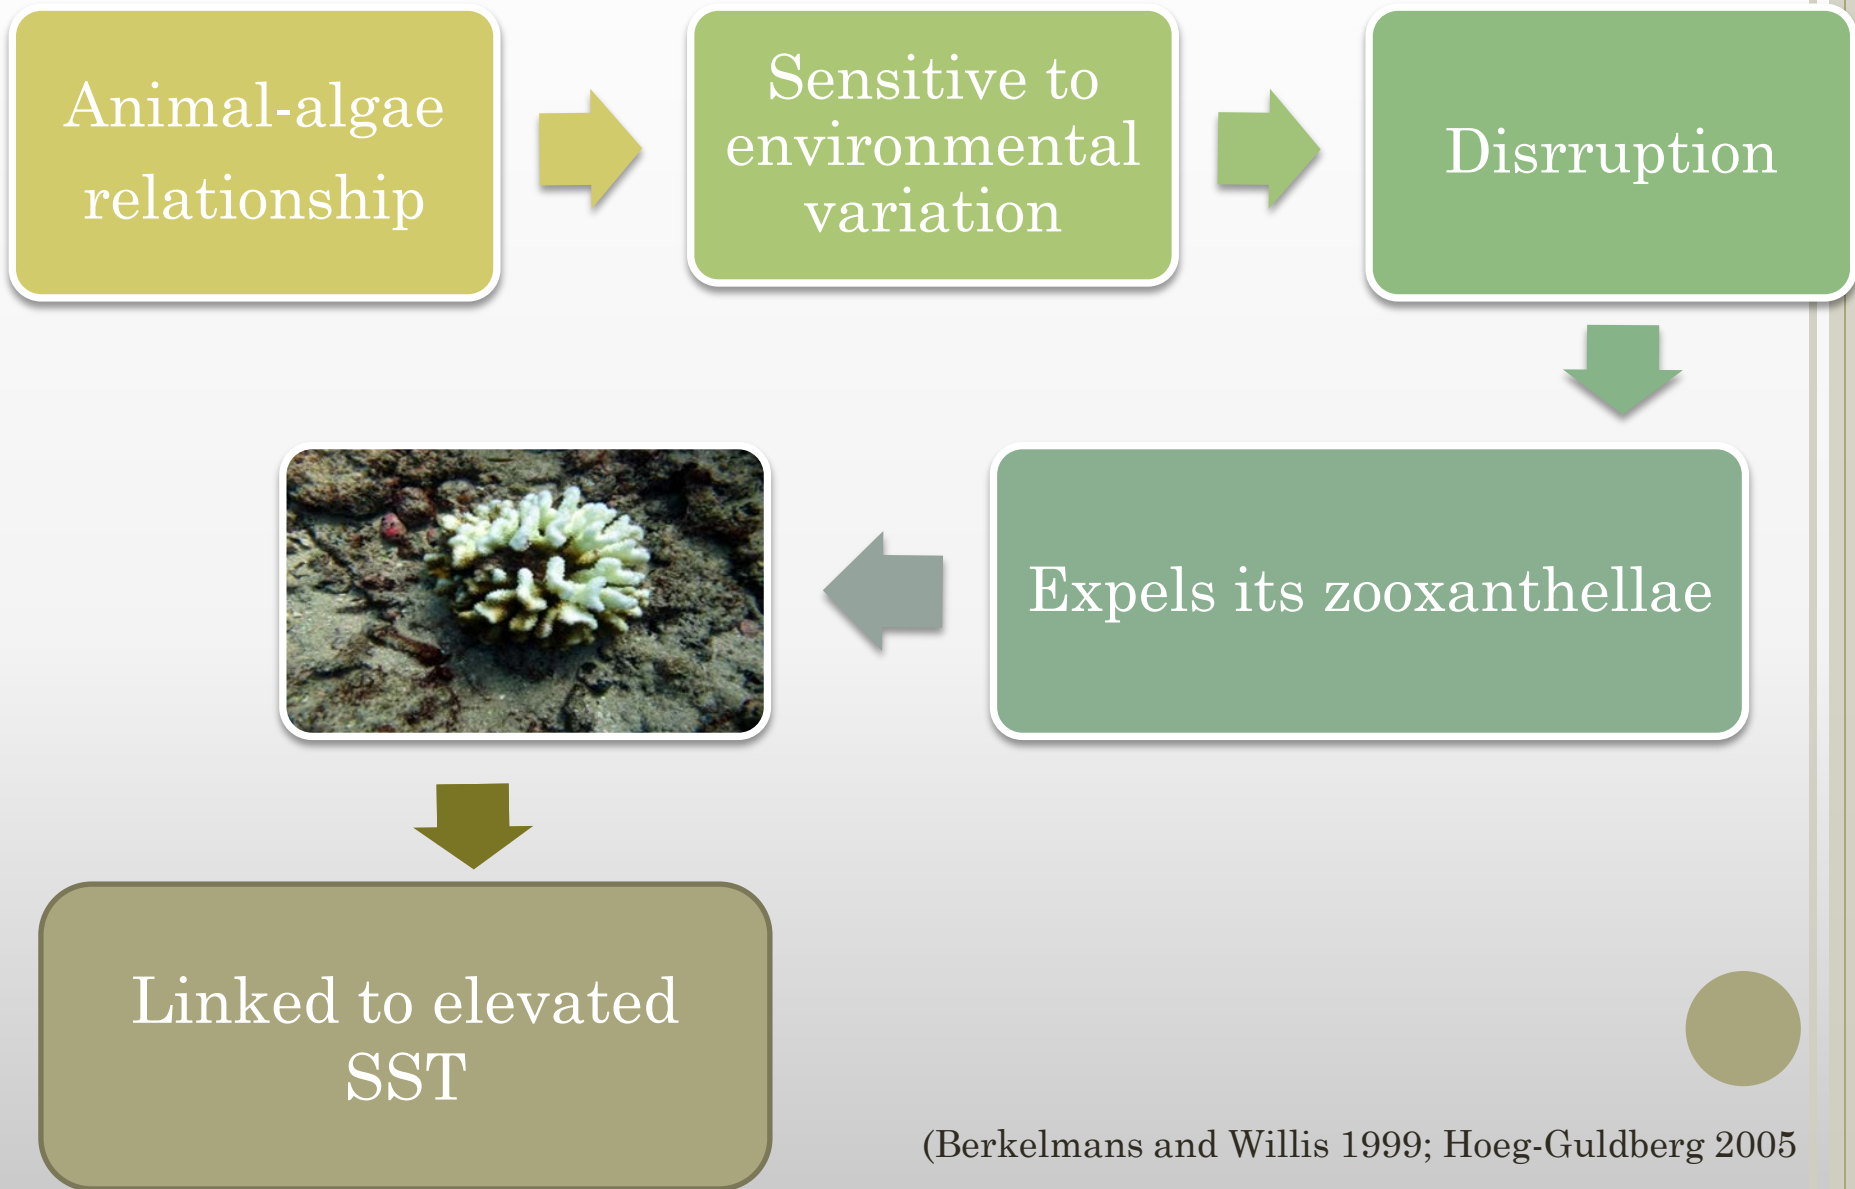 Animal-algae
relationship
Sensitive to
environmental
variation
Disrruption
Expels its zooxanthellae
Linked to elevated
SST
(Berkelmans and Willis 1999; Hoeg-Guldberg 2005